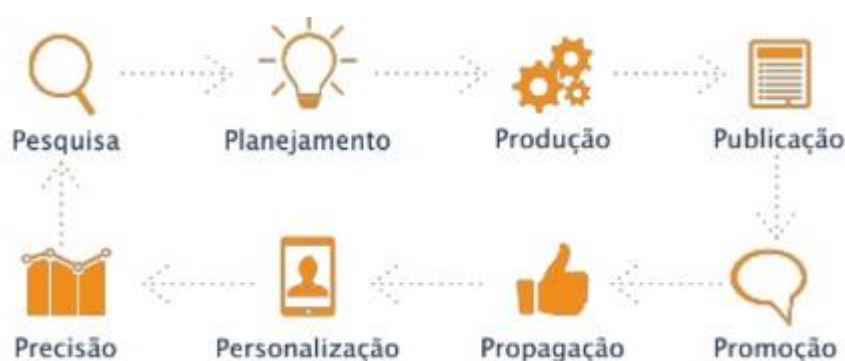 Pesquisa
Planejamento
Produção
Publicação
Precisão
Personalização
Propagação
Promoção